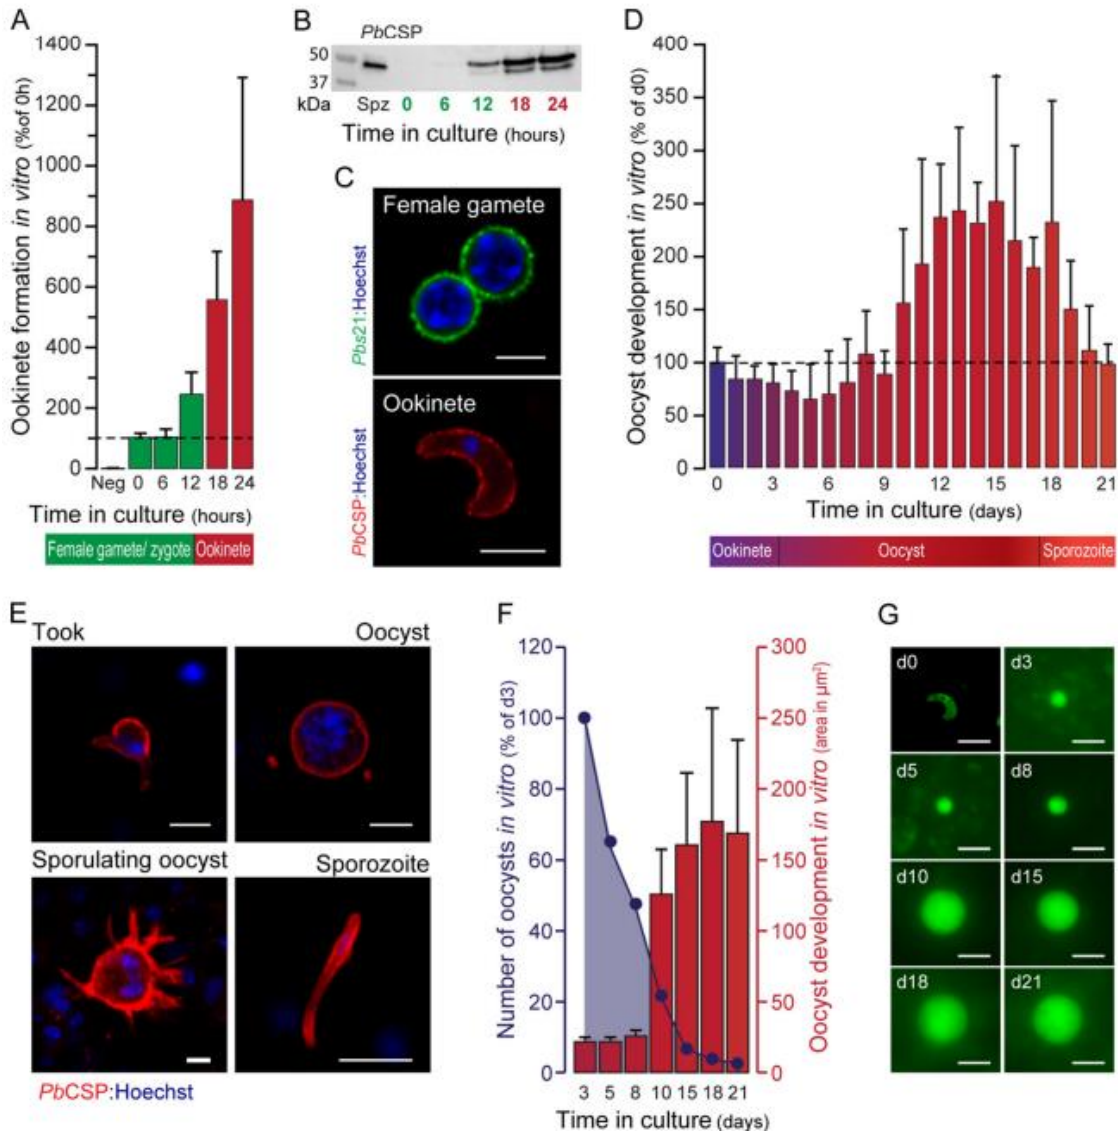 A
Ookinete formation in vitro (%of 0h)
1400
1200
1000
800
600
400
200
0
Neg 0 6 12 18 24
Time in culture (hours)
Female gamete/ zygote Ookinete
B
PbCSP
50
37
kDa Spz 0 6 12 18 24
Time in culture (hours)
C
Female gamete
Pbs21:Hoechst
Ookinete
PbCSP:Hoechst
D
Oocyst development in vitro (% of d0)
400
350
300
250
200
150
100
50
0
0 3 6 9 12 15 18 21
Time in culture (days)
Ookinete Oocyst Sporozoite
E
Took
Oocyst
Sporulating oocyst
Sporozoite
PbCSP:Hoechst
F
Number of oocysts in vitro (% of d3)
120
100
80
60
40
20
0
Oocyst development in vitro (area in µm²)
300
250
200
150
100
50
0
3 5 8 10 15 18 21
Time in culture (days)
G
d0
d3
d5
d8
d10
d15
d18
d21